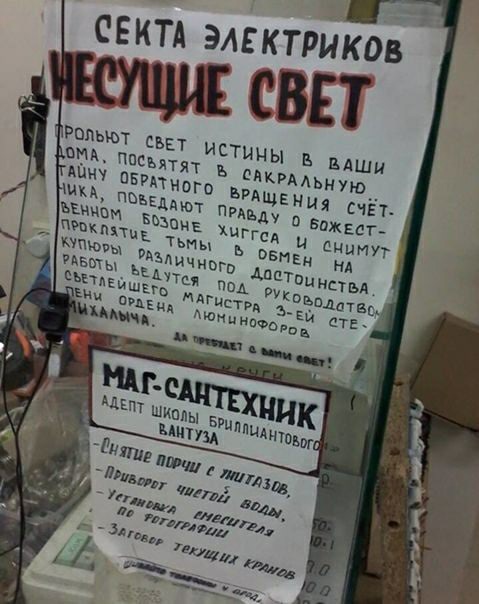 СЕКТА ЭЛЕКТРИКОВ
НЕСУЩИЕ СВЕТ
ПРОЛЬЮТ СВЕТ ИСТИНЫ В ВАШИ
ДОМА, ПОСВЯТЯТ В САКРАЛЬНУЮ
ТАЙНУ ОБРАТНОГО ВРАЩЕНИЯ СЧЁТ-
ЧИКА, ПОВЕДАЮТ ПРАВДУ О БОЖЕСТ-
ВЕННОМ БОЗОНЕ ХИГГСА И СНИМУТ
ПРОКЛЯТИЕ ТЬМЫ В ОБМЕН НА
КУПЮРЫ РАЗЛИЧНОГО ДОСТОИНСТВА.
РАБОТЫ ВЕДУТСЯ ПОД РУКОВОДСТВОМ
СВЕТЛЕЙШЕГО МАГИСТРА 3-ЕЙ СТЕ-
ПЕНИ ОРДЕНА ЛЮМИНОФОРОВ
МИХАЛЫЧА.
ДА ПРЕБУДЕТ С ВАМИ СВЕТ!
КРУГИ
МАГ-САНТЕХНИК
АДЕПТ ШКОЛЫ БРИЛЛИАНТОВОГО
ВАНТУЗА
-СНЯТИЕ ПОРЧИ С УНИТАЗОВ,
-ПРИВОРОТ ЧИСТОЙ ВОДЫ,
-УСТАНОВКА СМЕСИТЕЛЯ
ПО ФОТОГРАФИИ
-ЗАГОВОР ТЕКУЩИХ КРАНОВ